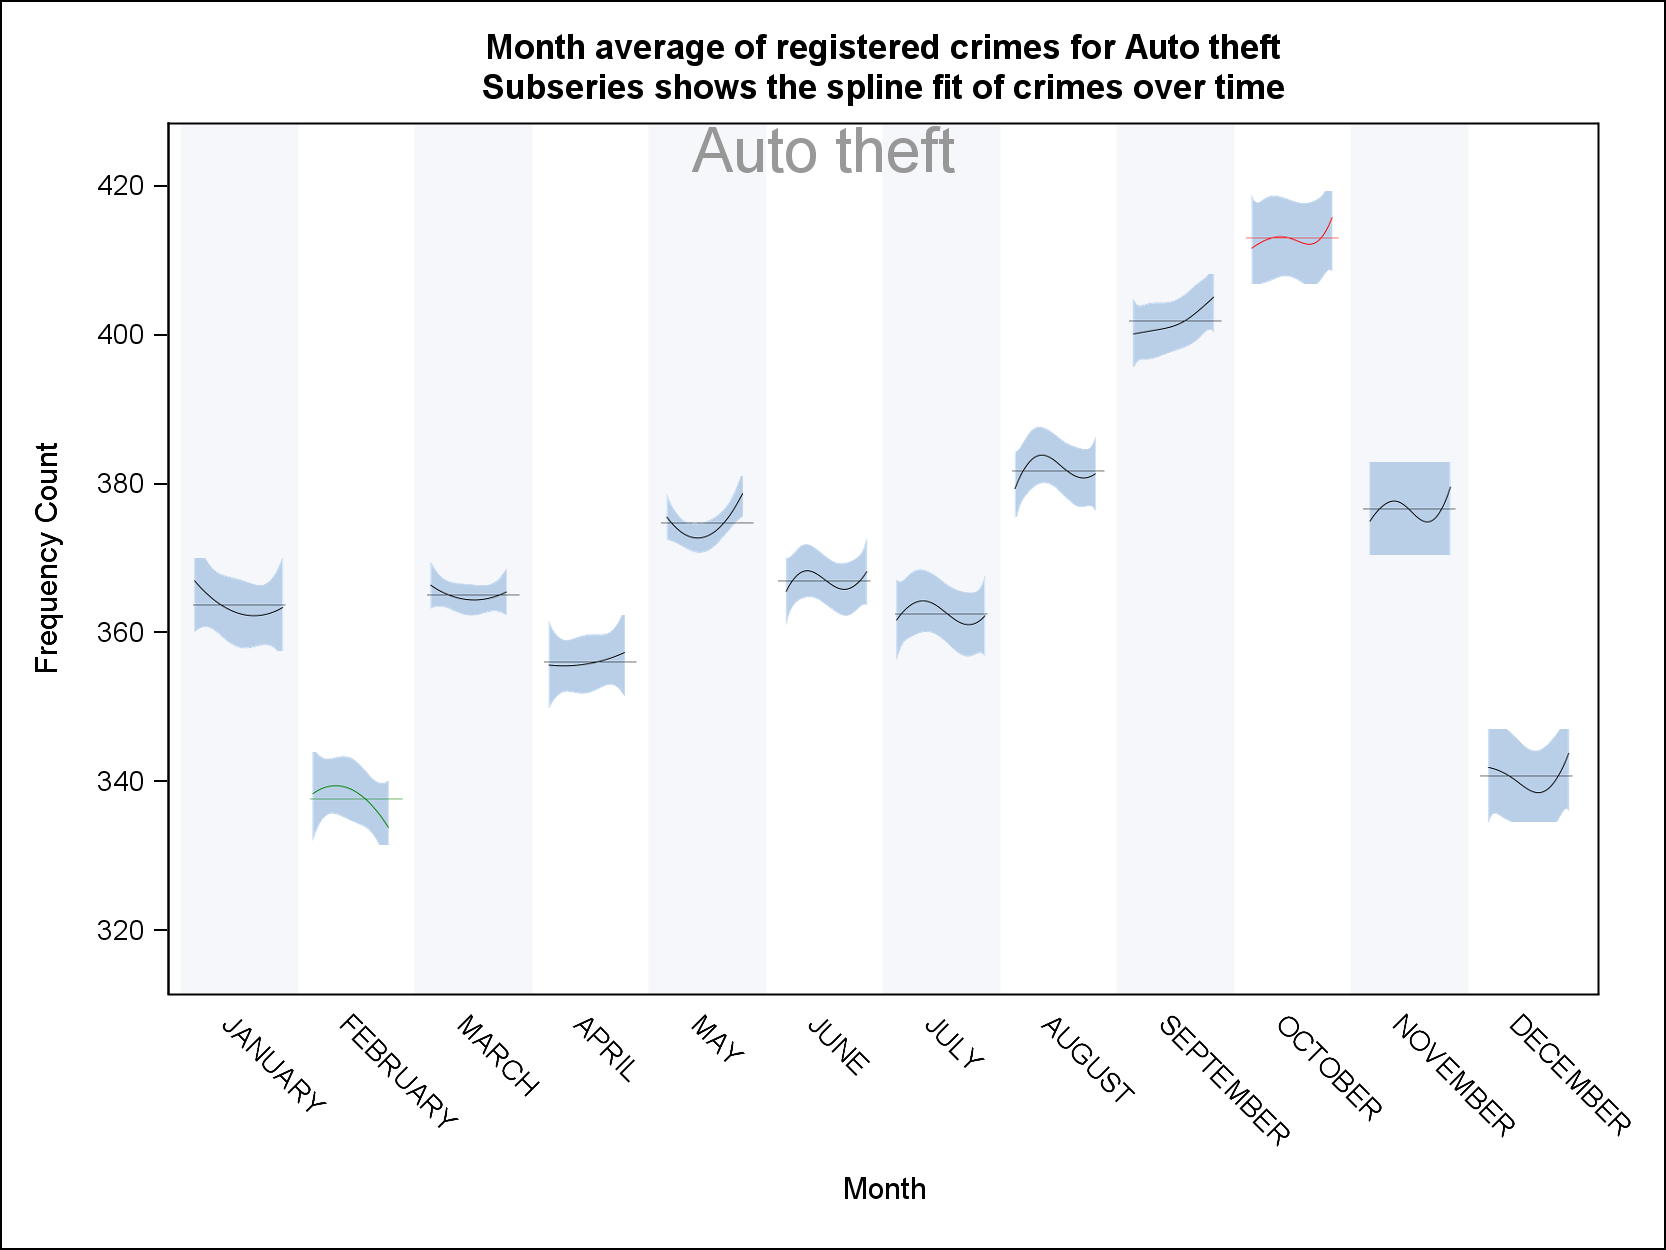 Month average of registered crimes for Auto theft
Subseries shows the spline fit of crimes over time
Auto theft
420
400
380
360
340
320
Frequency Count
JANUARY
FEBRUARY
MARCH
APRIL
MAY
JUNE
JULY
AUGUST
SEPTEMBER
OCTOBER
NOVEMBER
DECEMBER
Month